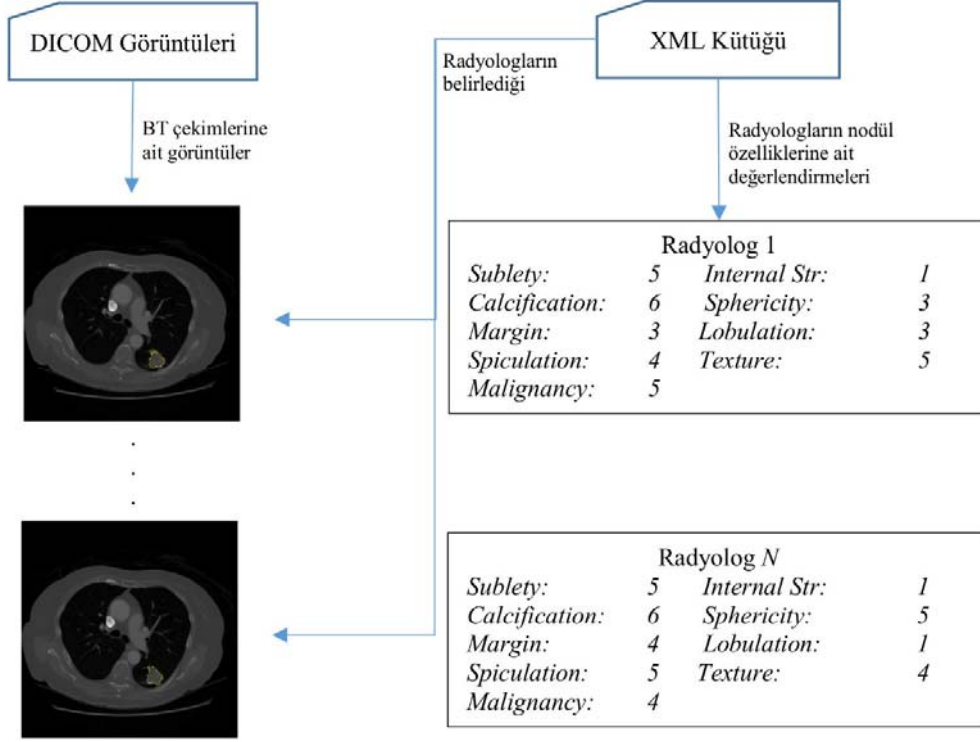 DICOM Görüntüleri
XML Kütüğü
Radyologların
belirlediği
BT çekimlerine
ait görüntüler
Radyologların nodül
özelliklerine ait
değerlendirmeleri
Radyolog 1
Sublety: 5 Internal Str: 1
Calcification: 6 Sphericity: 3
Margin: 3 Lobulation: 3
Spiculation: 4 Texture: 5
Malignancy: 5
.
.
.
Radyolog N
Sublety: 5 Internal Str: 1
Calcification: 6 Sphericity: 5
Margin: 4 Lobulation: 1
Spiculation: 5 Texture: 4
Malignancy: 4